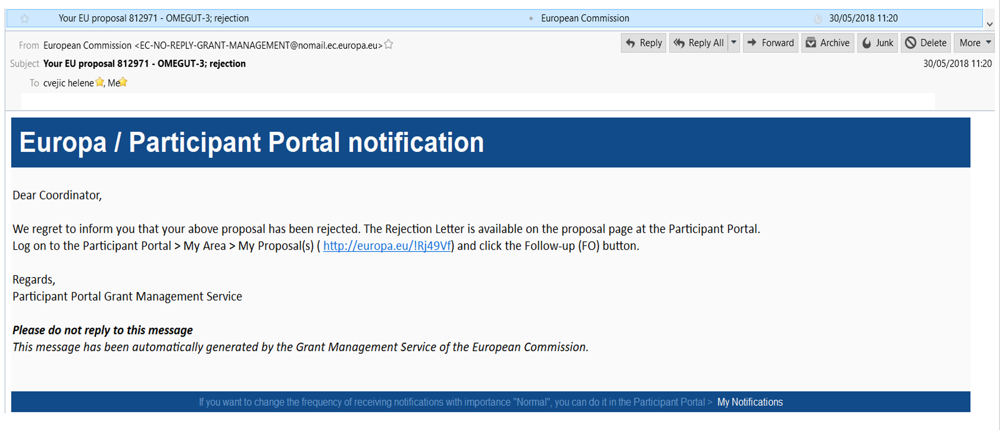 Your EU proposal 812971 - OMEGUT-3; rejection European Commission 30/05/2018 11:20
From European Commission <EC-NO-REPLY-GRANT-MANAGEMENT@nomail.ec.europa.eu> Reply Reply All Forward Archive Junk Delete More
Subject Your EU proposal 812971 - OMEGUT-3; rejection 30/05/2018 11:20
To cvejic helene, Me
Europa / Participant Portal notification
Dear Coordinator,
We regret to inform you that your above proposal has been rejected. The Rejection Letter is available on the proposal page at the Participant Portal.
Log on to the Participant Portal > My Area > My Proposal(s) ( http://europa.eu/!Rj49Vf) and click the Follow-up (FO) button.
Regards,
Participant Portal Grant Management Service
Please do not reply to this message
This message has been automatically generated by the Grant Management Service of the European Commission.
If you want to change the frequency of receiving notifications with importance "Normal", you can do it in the Participant Portal > My Notifications